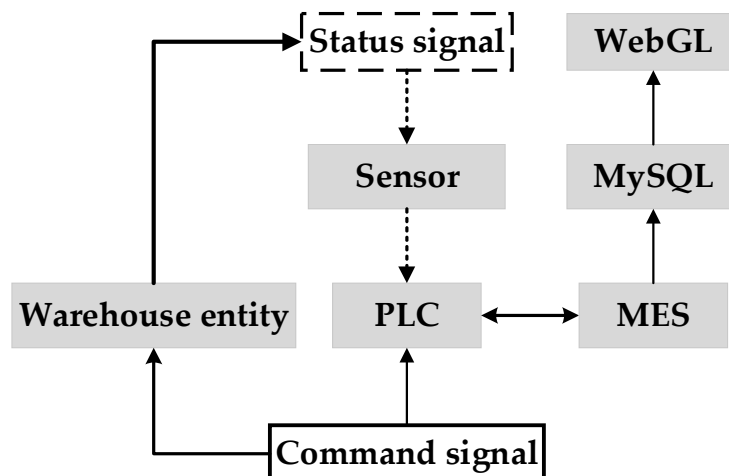 Status signal
WebGL
Sensor
MySQL
Warehouse entity
PLC
MES
Command signal